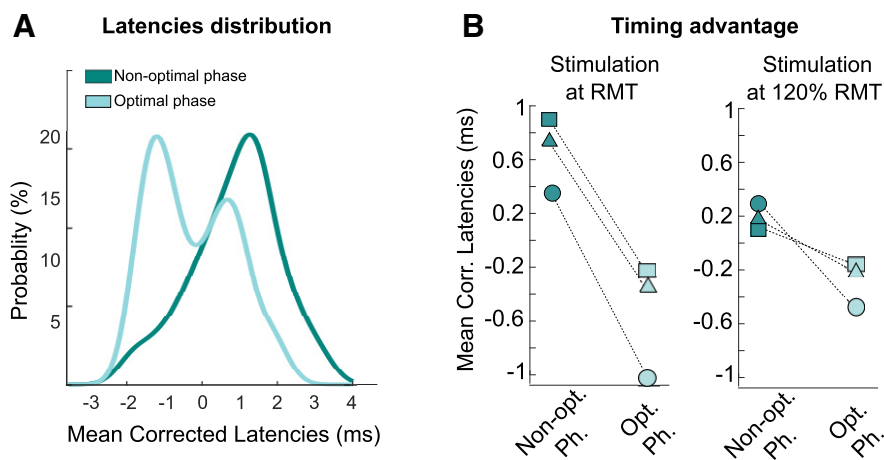 A
Latencies distribution
Non-optimal phase
Optimal phase
Probablity (%)
20
15
10
5
-3 -2 -1 0 1 2 3 4
Mean Corrected Latencies (ms)
B
Timing advantage
Stimulation
at RMT
Mean Corr. Latencies (ms)
1
0.6
0.2
-0.2
-0.6
-1
Non-opt.
Ph.
Opt.
Ph.
Stimulation
at 120% RMT
1
0.6
0.2
-0.2
-0.6
-1
Non-opt.
Ph.
Opt.
Ph.